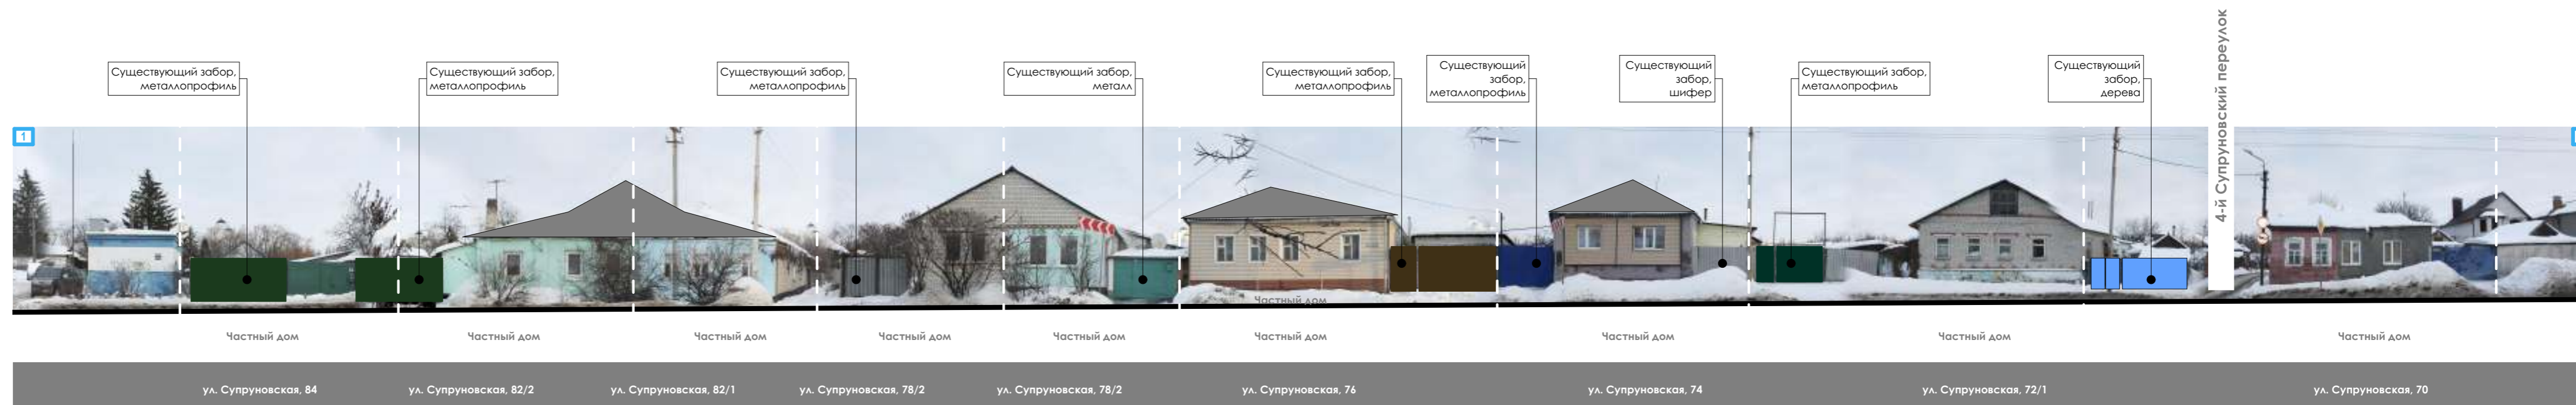 4-й Супруновский переулок
Существующий забор,
металлопрофиль
Существующий забор,
металлопрофиль
Существующий забор,
металлопрофиль
Существующий забор,
металл
Существующий забор,
металлопрофиль
Существующий
забор,
металлопрофиль
Существующий
забор,
шифер
Существующий забор,
металлопрофиль
Существующий
забор,
дерева
1
Частный дом
Частный дом
Частный дом
Частный дом
Частный дом
Частный дом
Частный дом
Частный дом
Частный дом
Частный дом
ул. Супруновская, 84
ул. Супруновская, 82/2
ул. Супруновская, 82/1
ул. Супруновская, 78/2
ул. Супруновская, 78/2
ул. Супруновская, 76
ул. Супруновская, 74
ул. Супруновская, 72/1
ул. Супруновская, 70